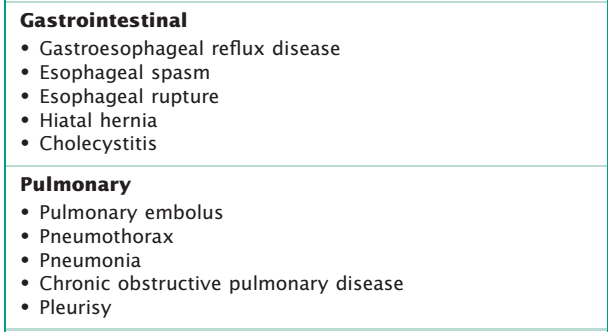 Gastrointestinal
• Gastroesophageal reflux disease
• Esophageal spasm
• Esophageal rupture
• Hiatal hernia
• Cholecystitis
Pulmonary
• Pulmonary embolus
• Pneumothorax
• Pneumonia
• Chronic obstructive pulmonary disease
• Pleurisy